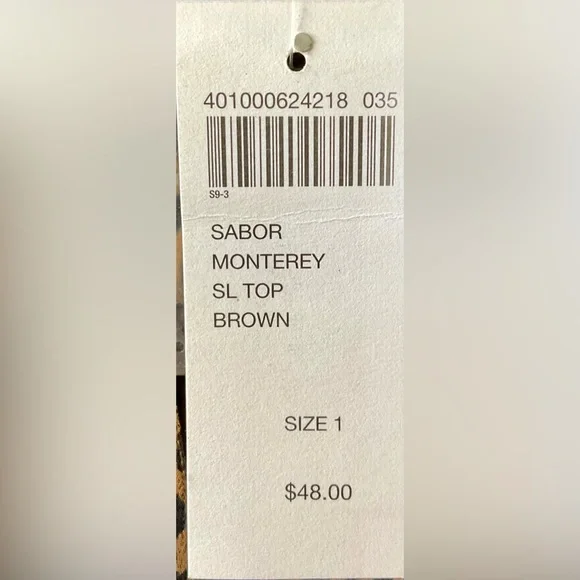 401000624218 035
S9-3
SABOR
MONTEREY
SL TOP
BROWN
SIZE 1
$48.00